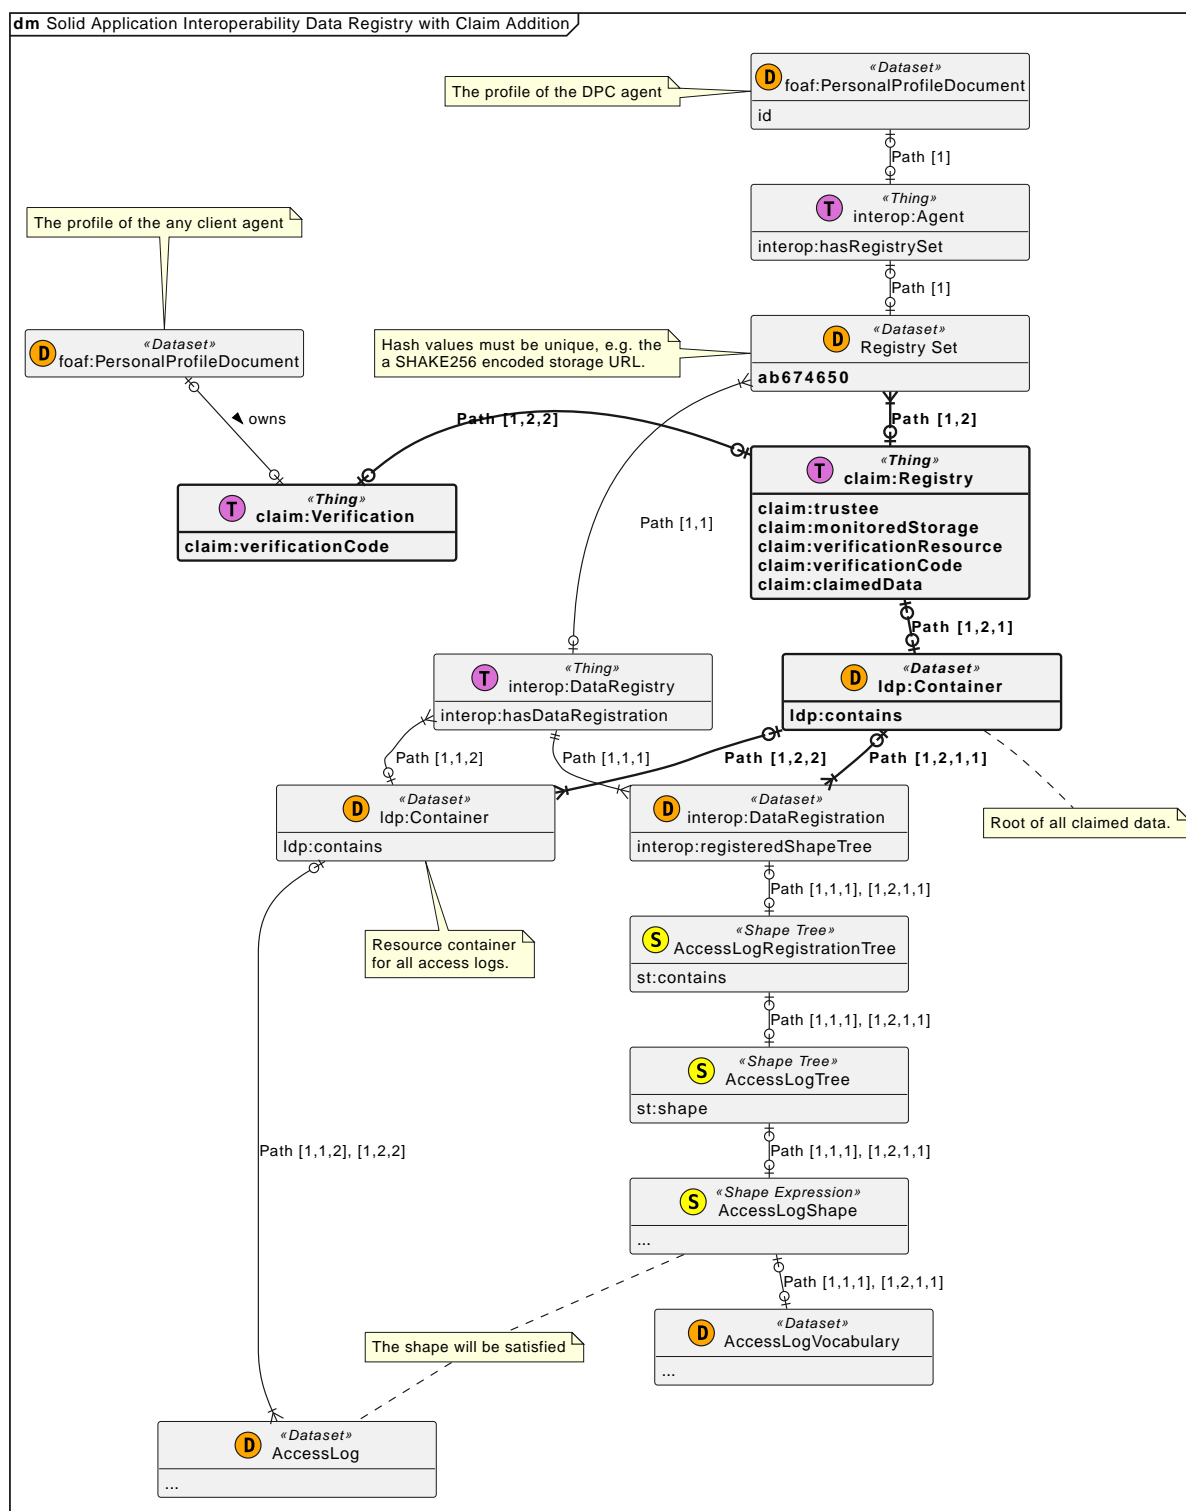 dm Solid Application Interoperability Data Registry with Claim Addition
«Dataset»
D
foaf:PersonalProfileDocument
id
The profile of the DPC agent
Path [1]
«Thing»
T
interop:Agent
interop:hasRegistrySet
The profile of the any client agent
Path [1]
«Dataset»
D
foaf:PersonalProfileDocument
Hash values must be unique, e.g. the
a SHAKE256 encoded storage URL.
«Dataset»
D
Registry Set
ab674650
owns
Path [1,2,2]
Path [1,2]
«Thing»
T
claim:Verification
claim:verificationCode
«Thing»
T
claim:Registry
claim:trustee
claim:monitoredStorage
claim:verificationResource
claim:verificationCode
claim:claimedData
Path [1,1]
Path [1,2,1]
«Thing»
T
interop:DataRegistry
interop:hasDataRegistration
«Dataset»
D
ldp:Container
ldp:contains
Path [1,1,2]
Path [1,1,1]
Path [1,2,2]
Path [1,2,1,1]
«Dataset»
D
ldp:Container
ldp:contains
«Dataset»
D
interop:DataRegistration
interop:registeredShapeTree
Root of all claimed data.
Path [1,1,1], [1,2,1,1]
Resource container
for all access logs.
«Shape Tree»
S
AccessLogRegistrationTree
st:contains
Path [1,1,1], [1,2,1,1]
«Shape Tree»
S
AccessLogTree
st:shape
Path [1,1,2], [1,2,2]
Path [1,1,1], [1,2,1,1]
«Shape Expression»
S
AccessLogShape
...
Path [1,1,1], [1,2,1,1]
The shape will be satisfied
«Dataset»
D
AccessLogVocabulary
...
«Dataset»
D
AccessLog
...